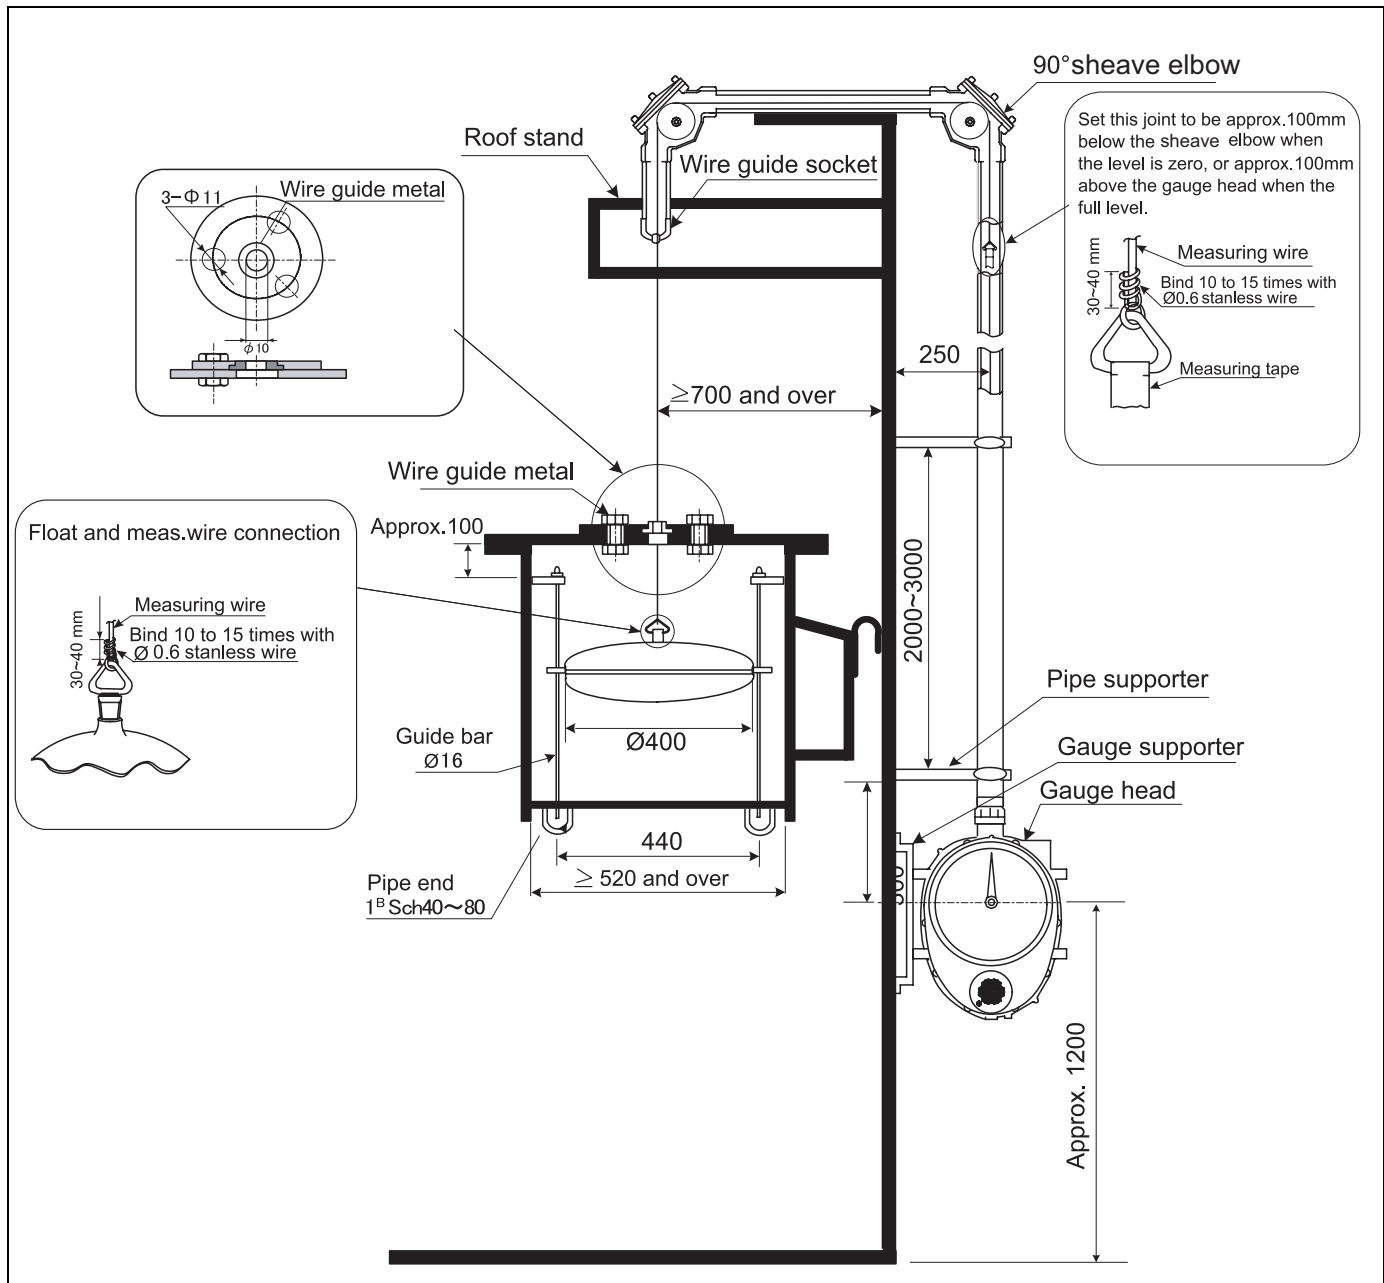 90°sheave elbow
Set this joint to be approx.100mm
below the sheave elbow when
the level is zero, or approx.100mm
above the gauge head when the
full level.
Measuring wire
Bind 10 to 15 times with
Ø0.6 stanless wire
30~40 mm
Measuring tape
Roof stand
Wire guide socket
Wire guide metal
3-Φ11
ϕ10
250
≥700 and over
Wire guide metal
Approx.100
Float and meas.wire connection
Measuring wire
Bind 10 to 15 times with
Ø 0.6 stanless wire
30~40 mm
2000~3000
Pipe supporter
Gauge supporter
Gauge head
Guide bar
Ø16
Ø400
440
≥ 520 and over
Pipe end
1ᴮ Sch40～80
Approx. 1200